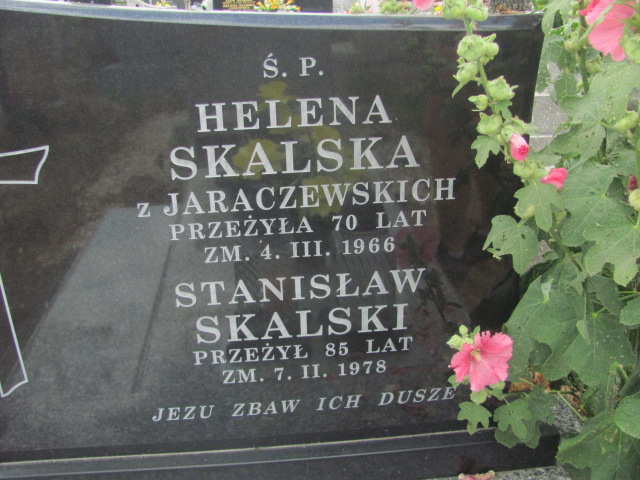 Ś. P.
HELENA
SKALSKA
z JARACZEWSKICH
PRZEŻYŁA 70 LAT
ZM. 4. III. 1966
STANISŁAW
SKALSKI
PRZEŻYŁ 85 LAT
ZM. 7. II. 1978
JEZU ZBAW ICH DUSZE